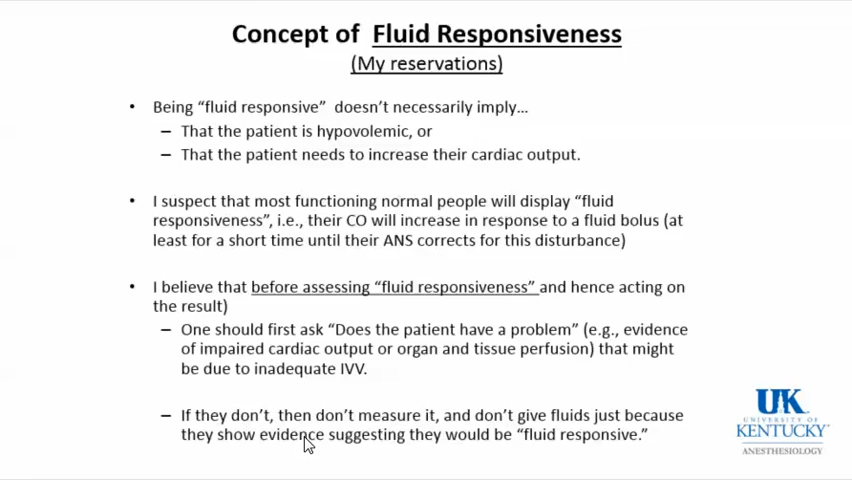 Concept of Fluid Responsiveness
(My reservations)
• Being “fluid responsive” doesn’t necessarily imply…
– That the patient is hypovolemic, or
– That the patient needs to increase their cardiac output.
• I suspect that most functioning normal people will display “fluid
responsiveness”, i.e., their CO will increase in response to a fluid bolus (at
least for a short time until their ANS corrects for this disturbance)
• I believe that before assessing “fluid responsiveness” and hence acting on
the result)
– One should first ask “Does the patient have a problem” (e.g., evidence
of impaired cardiac output or organ and tissue perfusion) that might
be due to inadequate IVV.
– If they don’t, then don’t measure it, and don’t give fluids just because
they show evidence suggesting they would be “fluid responsive.”
UK
UNIVERSITY OF
KENTUCKY
ANESTHESIOLOGY